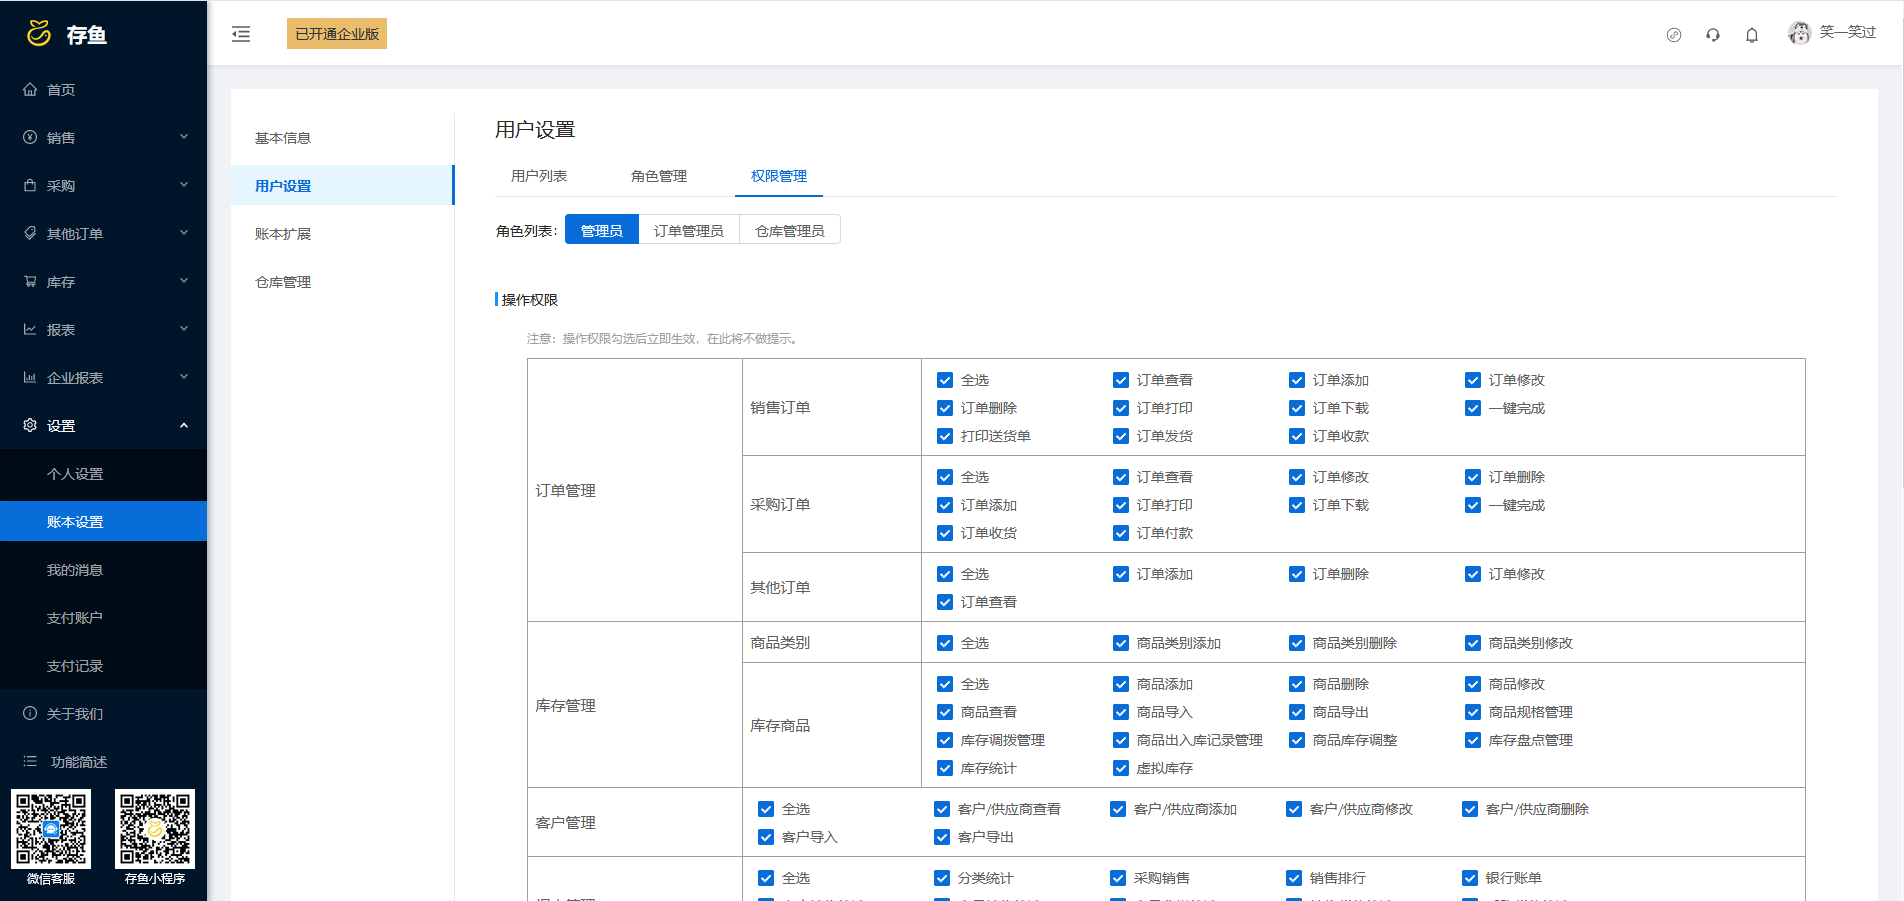 存鱼
已开通企业版
笑一笑过
首页
销售
采购
其他订单
库存
报表
企业报表
设置
个人设置
账本设置
我的消息
支付账户
支付记录
关于我们
功能简述
微信客服
存鱼小程序
基本信息
用户设置
账本扩展
仓库管理
用户设置
用户列表 角色管理 权限管理
角色列表： 管理员 订单管理员 仓库管理员
操作权限
注意：操作权限勾选后立即生效，在此将不做提示。
订单管理
销售订单
全选 订单查看 订单添加 订单修改
订单删除 订单打印 订单下载 一键完成
打印送货单 订单发货 订单收款
采购订单
全选 订单查看 订单修改 订单删除
订单添加 订单打印 订单下载 一键完成
订单收货 订单付款
其他订单
全选 订单添加 订单删除 订单修改
订单查看
库存管理
商品类别
全选 商品类别添加 商品类别删除 商品类别修改
库存商品
全选 商品添加 商品删除 商品修改
商品查看 商品导入 商品导出 商品规格管理
库存调拨管理 商品出入库记录管理 商品库存调整 库存盘点管理
库存统计 虚拟库存
客户管理
全选 客户/供应商查看 客户/供应商添加 客户/供应商修改 客户/供应商删除
客户导入 客户导出
全选 分类统计 采购销售 销售排行 银行账单